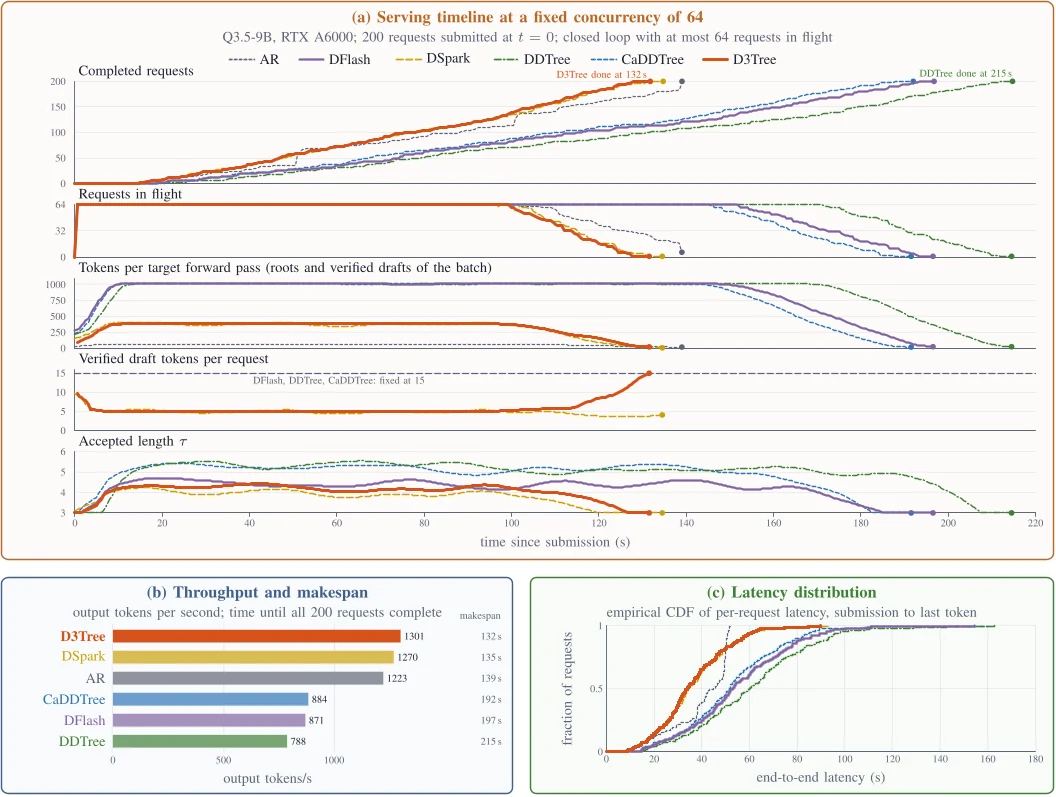 (a) Serving timeline at a fixed concurrency of 64
Q3.5-9B, RTX A6000; 200 requests submitted at t = 0; closed loop with at most 64 requests in flight
AR DFlash DSpark DDTree CaDDTree D3Tree
Completed requests
D3Tree done at 132 s
DDTree done at 215 s
200
150
100
50
0
Requests in flight
64
32
0
Tokens per target forward pass (roots and verified drafts of the batch)
1000
750
500
250
0
Verified draft tokens per request
15
DFlash, DDTree, CaDDTree: fixed at 15
10
5
0
Accepted length τ
6
5
4
3
0 20 40 60 80 100 120 140 160 180 200 220
time since submission (s)
(b) Throughput and makespan
output tokens per second; time until all 200 requests complete
makespan
D3Tree 1301 132 s
DSpark 1270 135 s
AR 1223 139 s
CaDDTree 884 192 s
DFlash 871 197 s
DDTree 788 215 s
0 500 1000
output tokens/s
(c) Latency distribution
empirical CDF of per-request latency, submission to last token
fraction of requests
1
0.5
0
0 20 40 60 80 100 120 140 160 180
end-to-end latency (s)